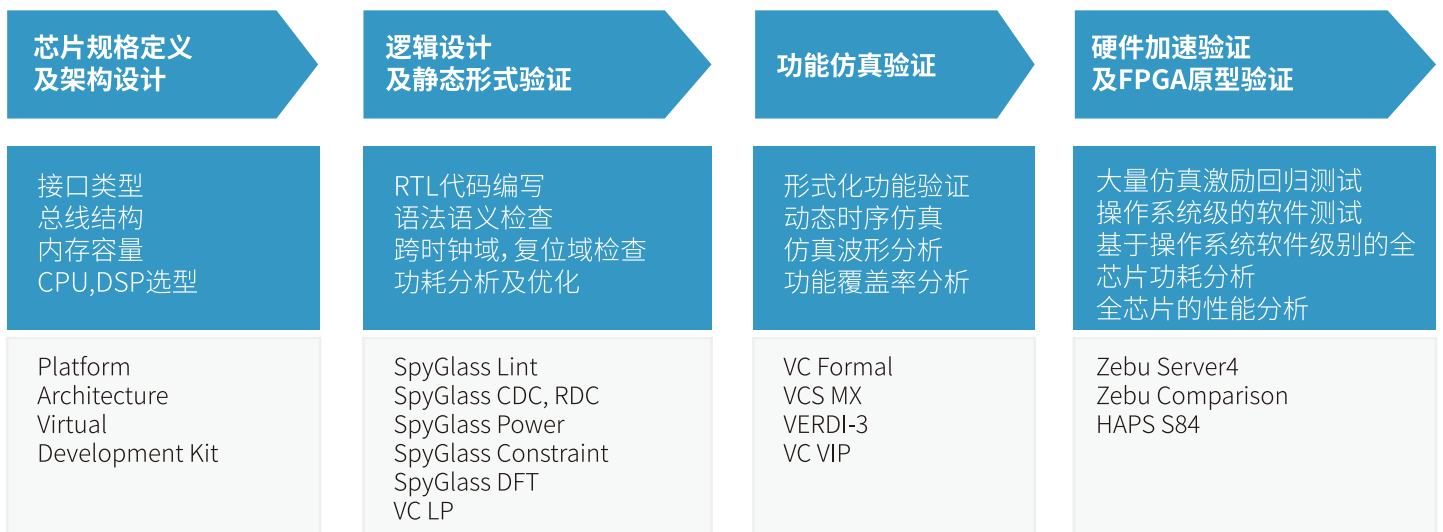 芯片规格定义
及架构设计
逻辑设计
及静态形式验证
功能仿真验证
硬件加速验证
及FPGA原型验证
接口类型
总线结构
内存容量
CPU,DSP选型
RTL代码编写
语法语义检查
跨时钟域, 复位域检查
功耗分析及优化
形式化功能验证
动态时序仿真
仿真波形分析
功能覆盖率分析
大量仿真激励回归测试
操作系统级的软件测试
基于操作系统软件级别的全
芯片功耗分析
全芯片的性能分析
Platform
Architecture
Virtual
Development Kit
SpyGlass Lint
SpyGlass CDC, RDC
SpyGlass Power
SpyGlass Constraint
SpyGlass DFT
VC LP
VC Formal
VCS MX
VERDI-3
VC VIP
Zebu Server4
Zebu Comparison
HAPS S84